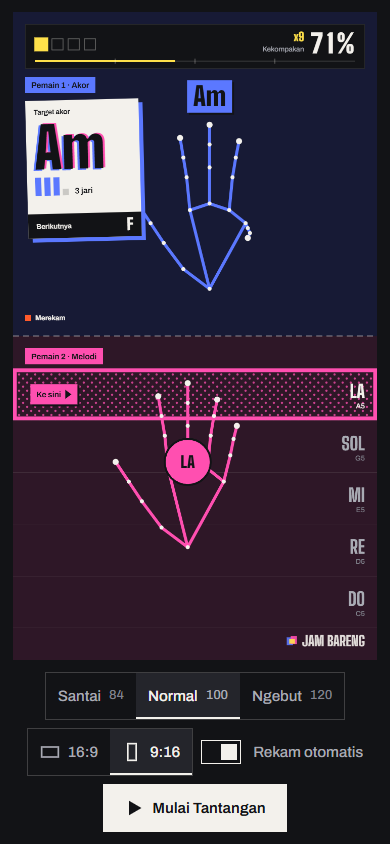 x9
Kekompakan
71%
Pemain 1 · Akor
Am
Target akor
Am
3 jari
Berikutnya
F
Merekam
Pemain 2 · Melodi
Ke sini
LA
A5
LA
SOL
G5
MI
E5
RE
D5
DO
C5
JAM BARENG
Santai 84
Normal 100
Ngebut 120
16:9
9:16
Rekam otomatis
Mulai Tantangan